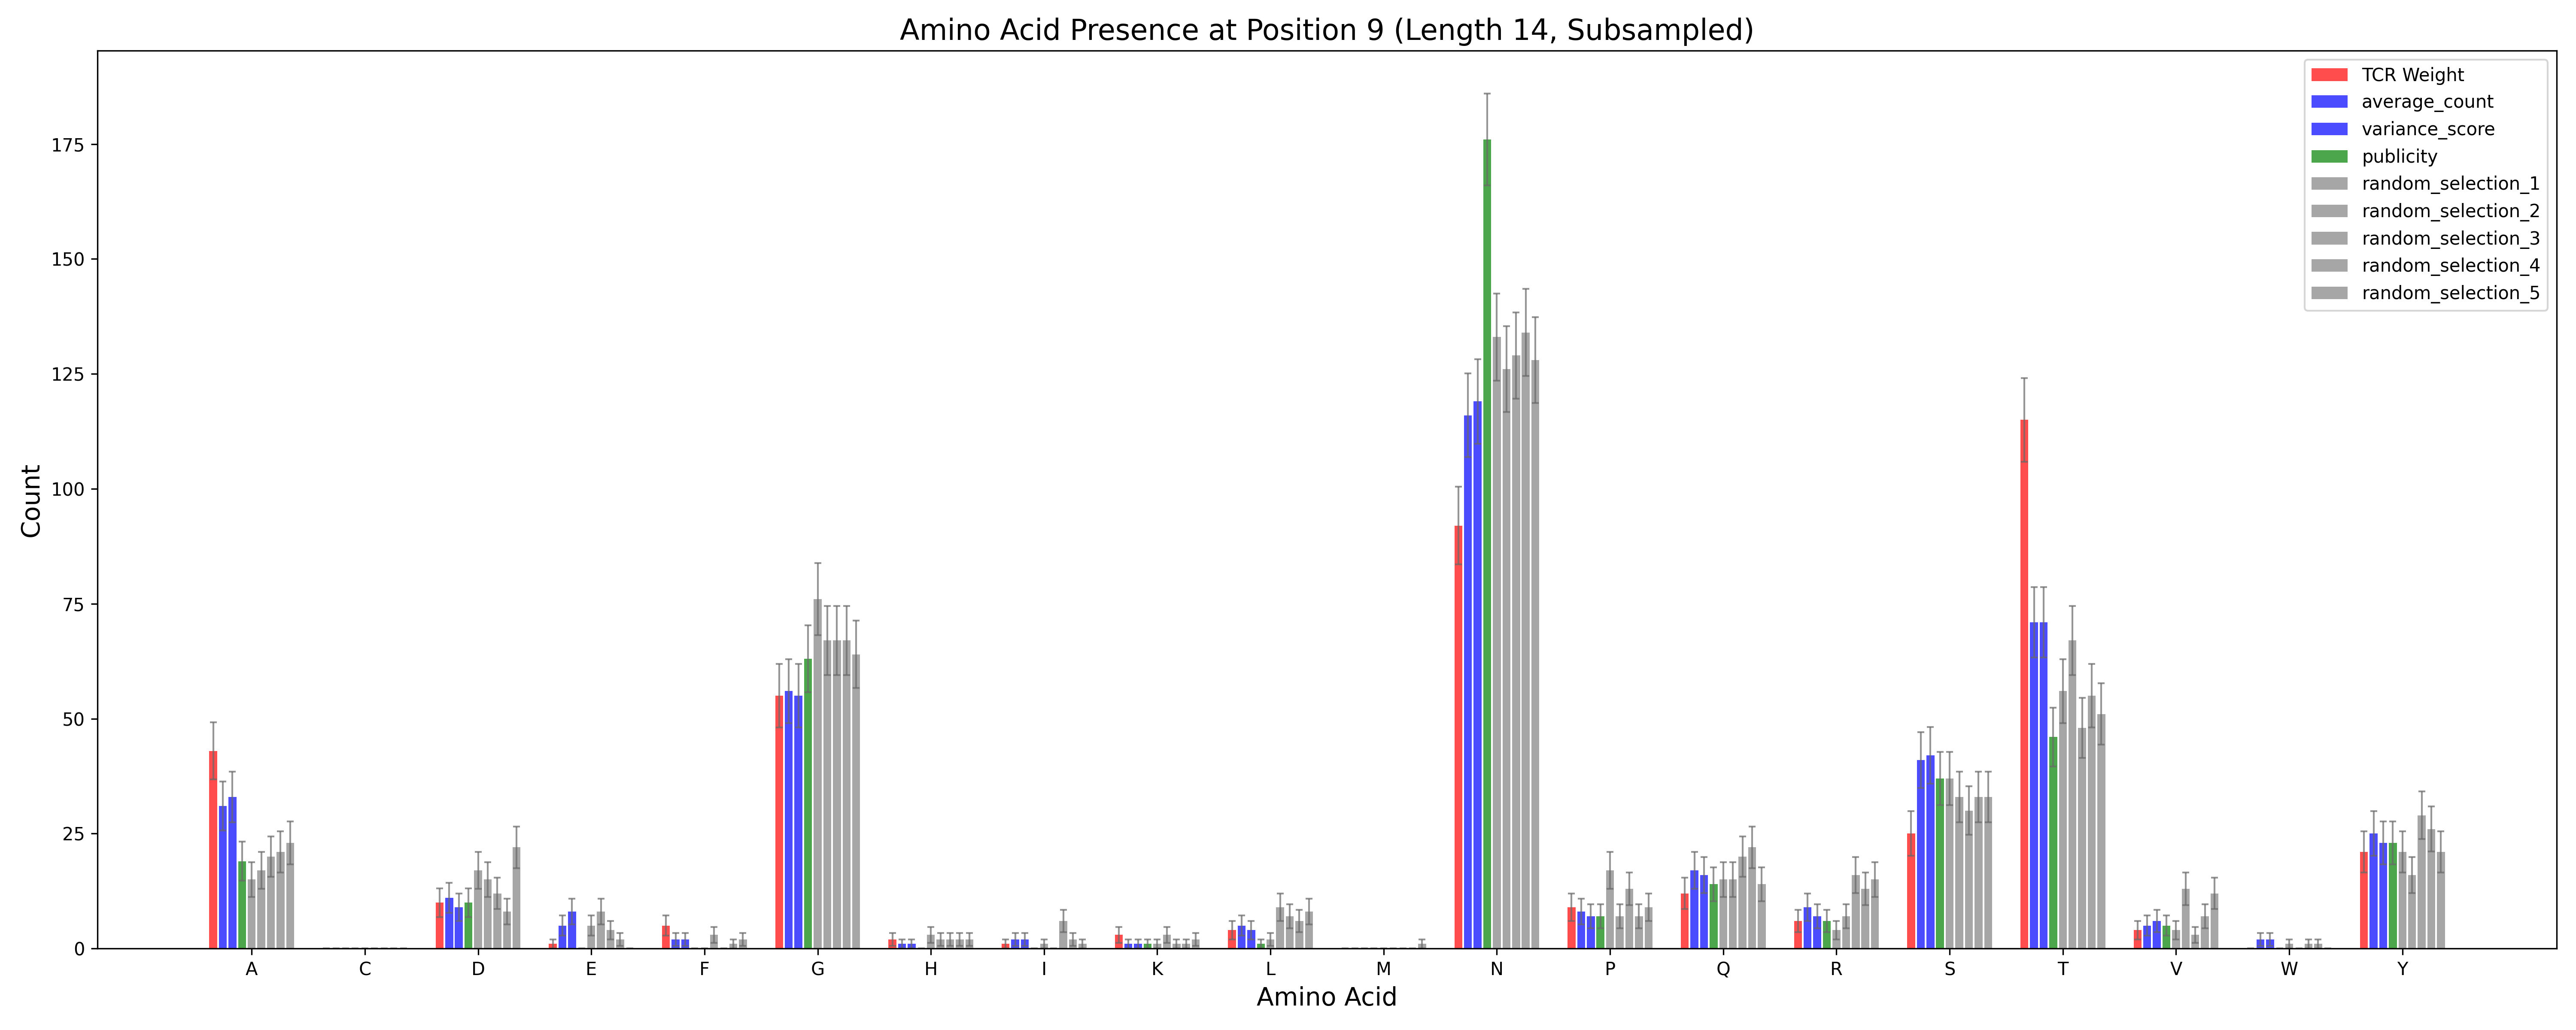 Amino Acid Presence at Position 9 (Length 14, Subsampled)
TCR Weight
average_count
variance_score
publicity
random_selection_1
random_selection_2
random_selection_3
random_selection_4
random_selection_5
Count
175
150
125
100
75
50
25
0
A C D E F G H I K L M N P Q R S T V W Y
Amino Acid